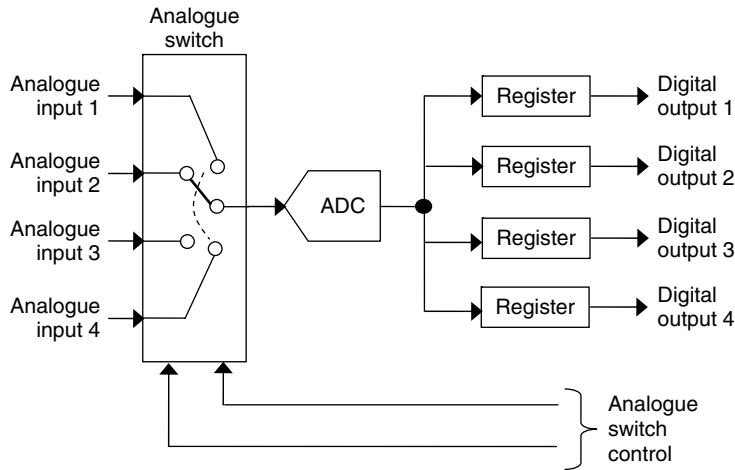 Analogue
switch
Analogue
input 1
Analogue
input 2
Analogue
input 3
Analogue
input 4
ADC
Register
Register
Register
Register
Digital
output 1
Digital
output 2
Digital
output 3
Digital
output 4
Analogue
switch
control